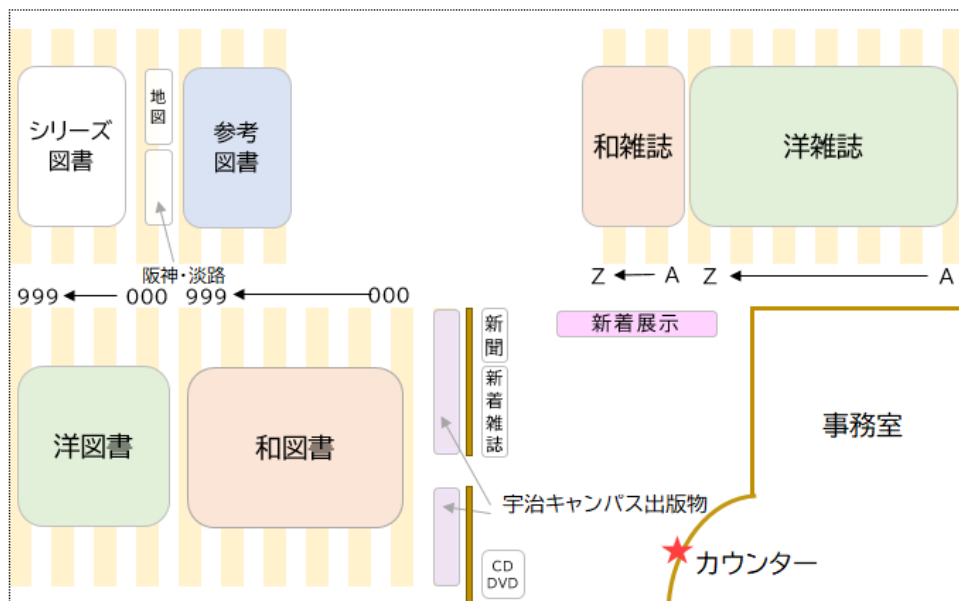 シリーズ
図書
地
図
参考
図書
和雑誌
洋雑誌
阪神・淡路
999
000
999
000
Z
A
Z
A
新
聞
新
着
雑
誌
新着展示
洋図書
和図書
事務室
宇治キャンパス出版物
CD
DVD
カウンター